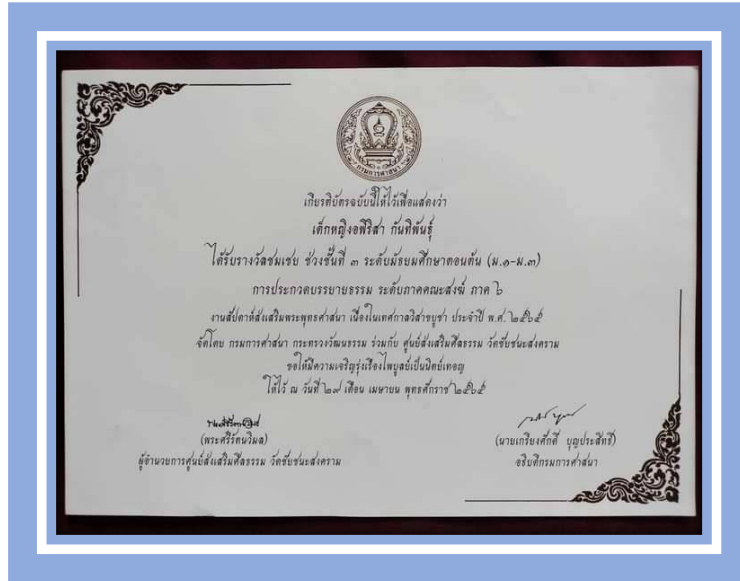 กรมการศาสนา
เกียรติบัตรฉบับนี้ให้ไว้เพื่อแสดงว่า
เด็กหญิงอพิริสา กันทิพันธุ์
ได้รับรางวัลชมเชย ช่วงชั้นที่ ๓ ระดับมัธยมศึกษาตอนต้น (ม.๑-ม.๓)
การประกวดบรรยายธรรม ระดับภาคคณะสงฆ์ ภาค ๖
งานสัปดาห์ส่งเสริมพระพุทธศาสนา เนื่องในเทศกาลวิสาขบูชา ประจำปี พ.ศ. ๒๕๖๕
จัดโดย กรมการศาสนา กระทรวงวัฒนธรรม ร่วมกับ ศูนย์ส่งเสริมศีลธรรม วัดชัยชนะสงคราม
ขอให้มีความเจริญรุ่งเรืองไพบูลย์เป็นนิตย์เทอญ
ให้ไว้ ณ วันที่ ๒๙ เดือน เมษายน พุทธศักราช ๒๕๖๕
(พระศรีรัตนวิมล)
ผู้อำนวยการศูนย์ส่งเสริมศีลธรรม วัดชัยชนะสงคราม
(นายเกรียงศักดิ์ บุญประสิทธิ์)
อธิบดีกรมการศาสนา